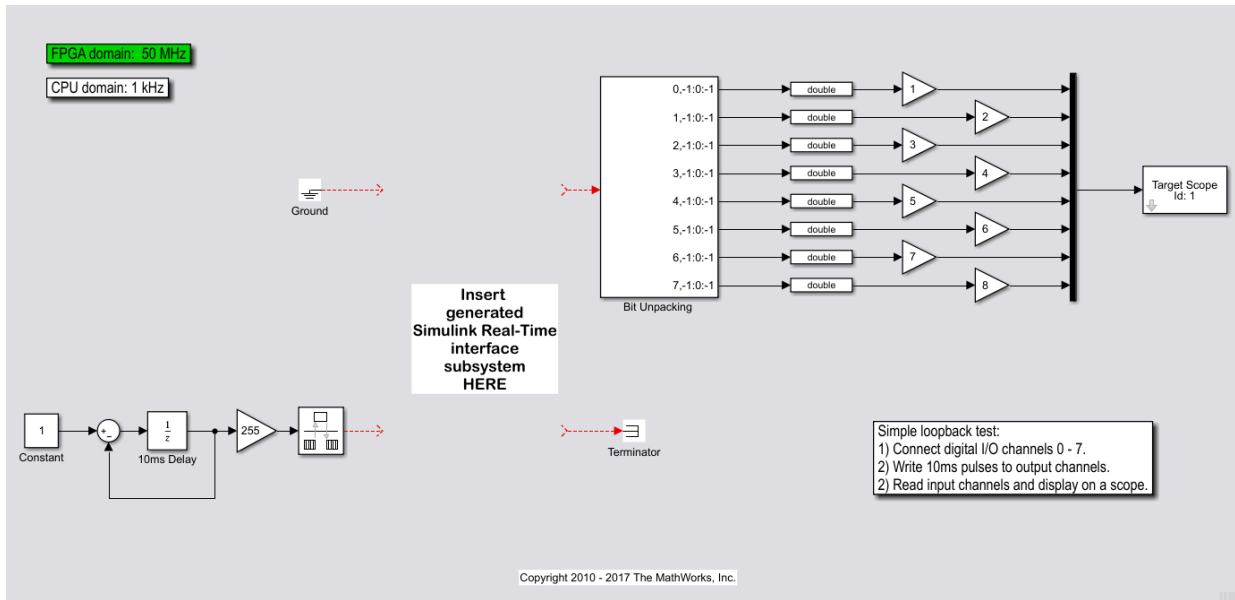 FPGA domain: 50 MHz
CPU domain: 1 kHz
0,-1:0:-1
double
1
1,-1:0:-1
double
2
2,-1:0:-1
double
3
3,-1:0:-1
double
4
4,-1:0:-1
double
5
5,-1:0:-1
double
6
6,-1:0:-1
double
7
7,-1:0:-1
double
8
Bit Unpacking
Target Scope
Id: 1
Ground
Insert
generated
Simulink Real-Time
interface
subsystem
HERE
1
Constant
+
-
1
z
10ms Delay
255
Terminator
Simple loopback test:
1) Connect digital I/O channels 0 - 7.
2) Write 10ms pulses to output channels.
2) Read input channels and display on a scope.
Copyright 2010 - 2017 The MathWorks, Inc.